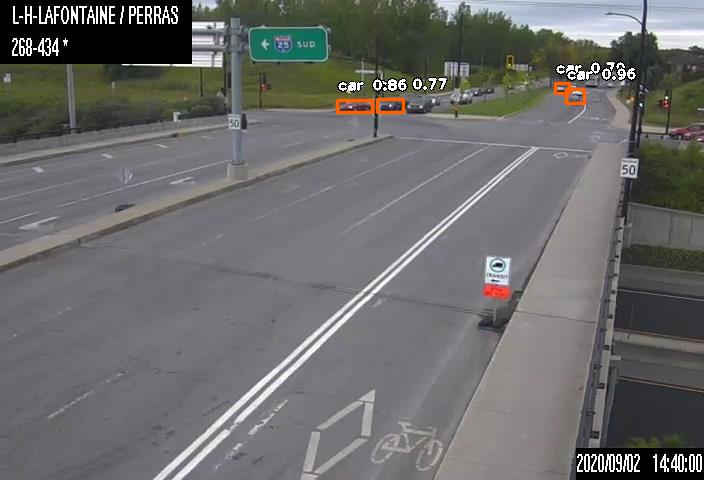 L-H-LAFONTAINE / PERRAS
268-434 *
25 SUD
car 0.86 0.77
car 0.96
50
50
TRANSIT
2020/09/02 14:40:00